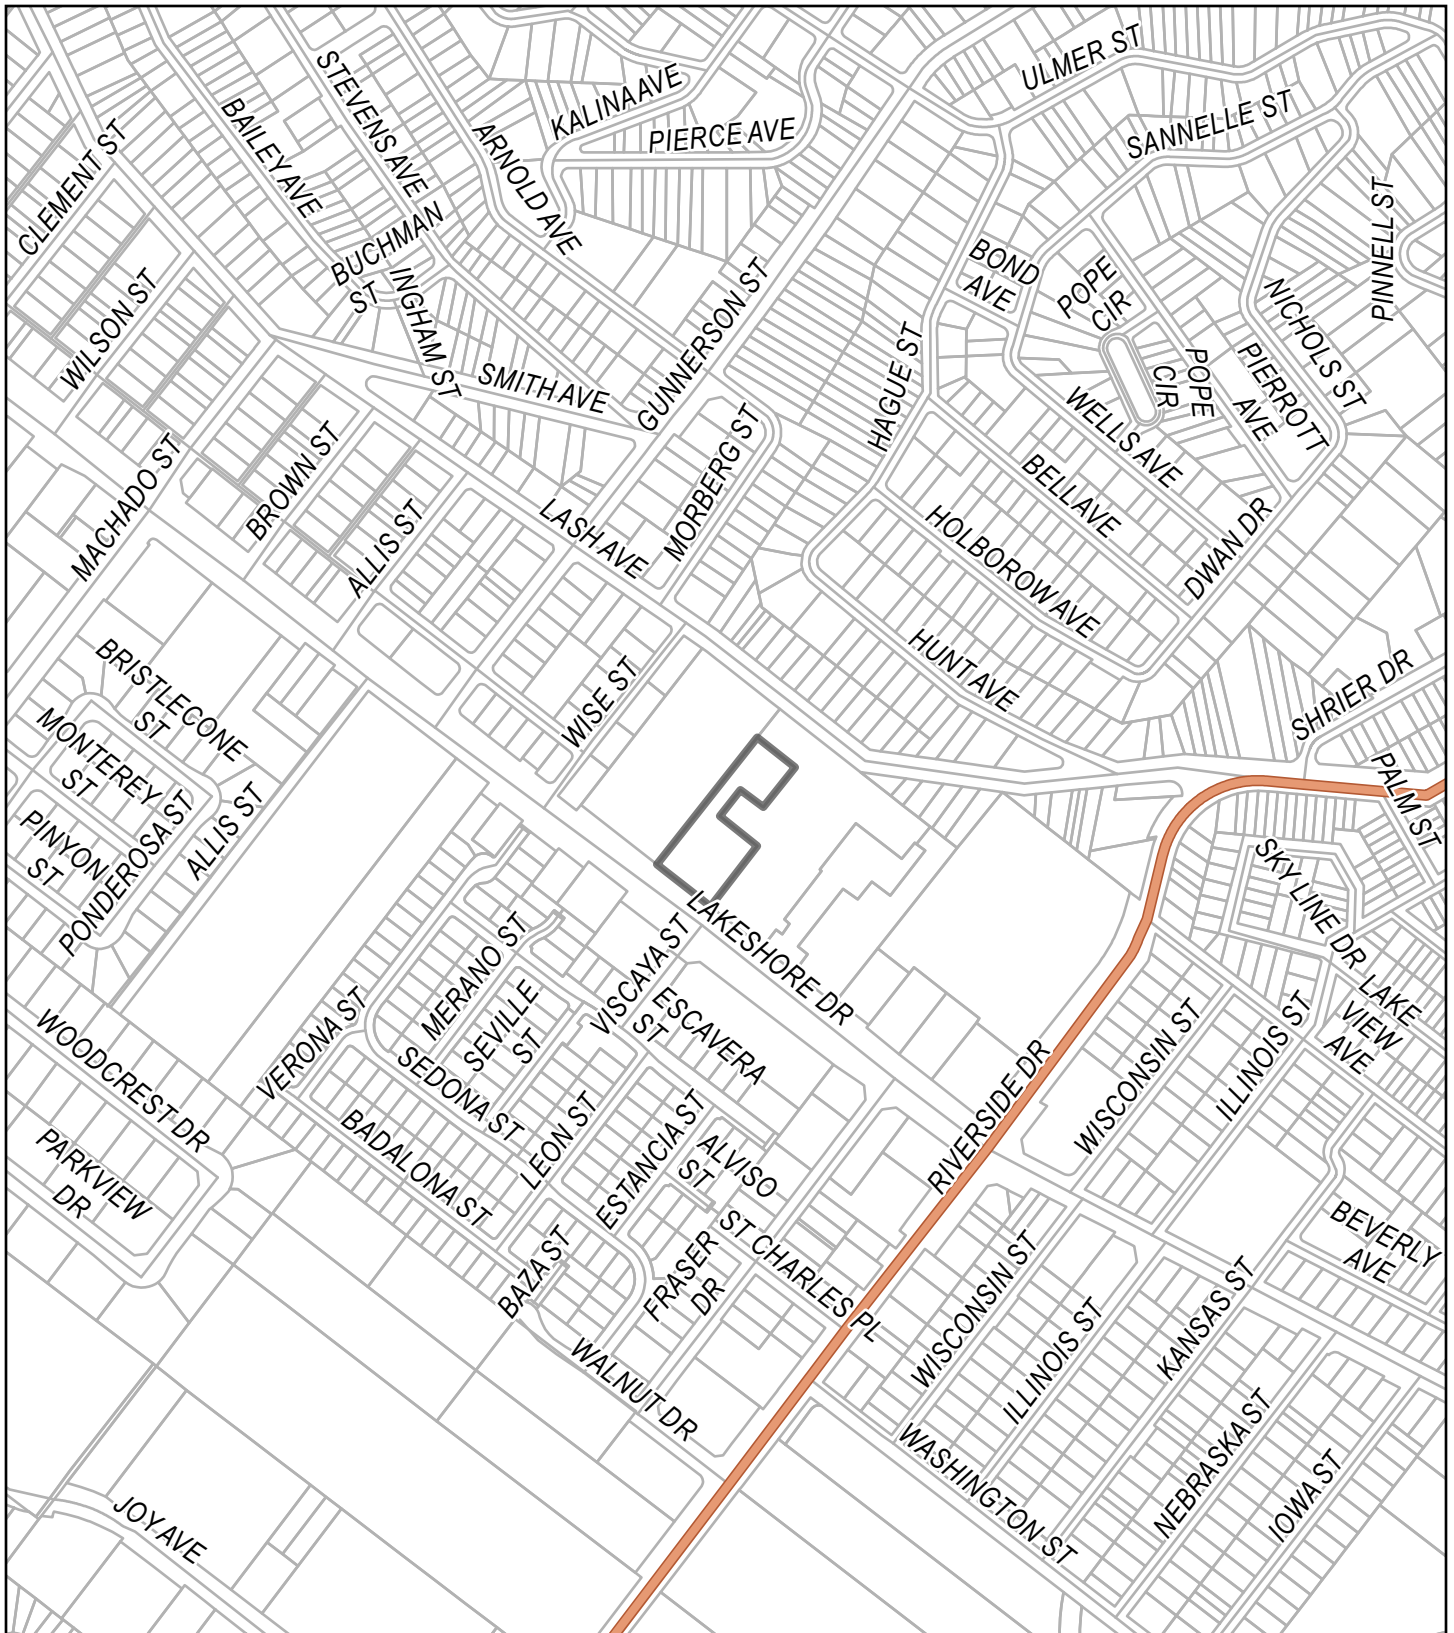 ULMER ST
STEVENS AVE
KALINA AVE
SANNELLE ST
BAILEY AVE
ARNOLD AVE
PIERCE AVE
CLEMENT ST
PINNELL ST
BUCHMAN
ST
BOND
AVE
POPE
CIR
WILSON ST
INGHAM ST
GUNNERSON ST
NICHOLS ST
HAGUE ST
POPE
CIR
PIERROTT
AVE
SMITH AVE
WELLS AVE
MORBERG ST
BROWN ST
MACHADO ST
BELL AVE
ALLIS ST
LASH AVE
HOLBOROW AVE
DWAN DR
HUNT AVE
BRISTLECONE
ST
WISE ST
SHRIER DR
MONTEREY
ST
PALM ST
PINYON
ST
PONDEROSA ST
ALLIS ST
SKY LINE DR
LAKESHORE DR
MERANO ST
VISCAYA ST
LAKE
VIEW
AVE
SEVILLE
ST
ESCAVERA
ST
VERONA ST
WOODCREST DR
WISCONSIN ST
ILLINOIS ST
SEDONA ST
RIVERSIDE DR
LEON ST
ESTANCIA ST
BADALONA ST
PARKVIEW
DR
ALVISO
ST
BEVERLY
AVE
BAZA ST
FRASER
DR
ST CHARLES PL
WISCONSIN ST
KANSAS ST
ILLINOIS ST
WALNUT DR
NEBRASKA ST
WASHINGTON ST
IOWA ST
JOY AVE